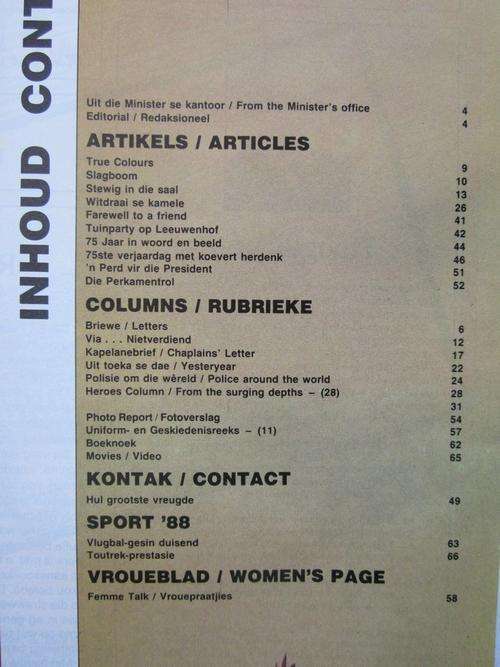 INHOUD CONT
Uit die Minister se kantoor / From the Minister's office 4
Editorial / Redaksioneel 4
ARTIKELS / ARTICLES
True Colours 9
Slagboom 10
Stewig in die saal 13
Witdraai se kamele 26
Farewell to a friend 41
Tuinparty op Leeuwenhof 42
75 Jaar in woord en beeld 44
75ste verjaardag met koevert herdenk 46
'n Perd vir die President 51
Die Perkamentrol 52
COLUMNS / RUBRIEKE
Briewe / Letters 6
Via . . . Nietverdiend 12
Kapelanebrief / Chaplains' Letter 17
Uit toeka se dae / Yesteryear 22
Polisie om die wêreld / Police around the world 24
Heroes Column / From the surging depths – (28) 28
31
Photo Report / Fotoverslag 54
Uniform- en Geskiedenisreeks – (11) 57
Boeknoek 62
Movies / Video 65
KONTAK / CONTACT
Hul grootste vreugde 49
SPORT '88
Vlugbal-gesin duisend 63
Toutrek-prestasie 66
VROUEBLAD / WOMEN'S PAGE
Femme Talk / Vrouepraatjies 58